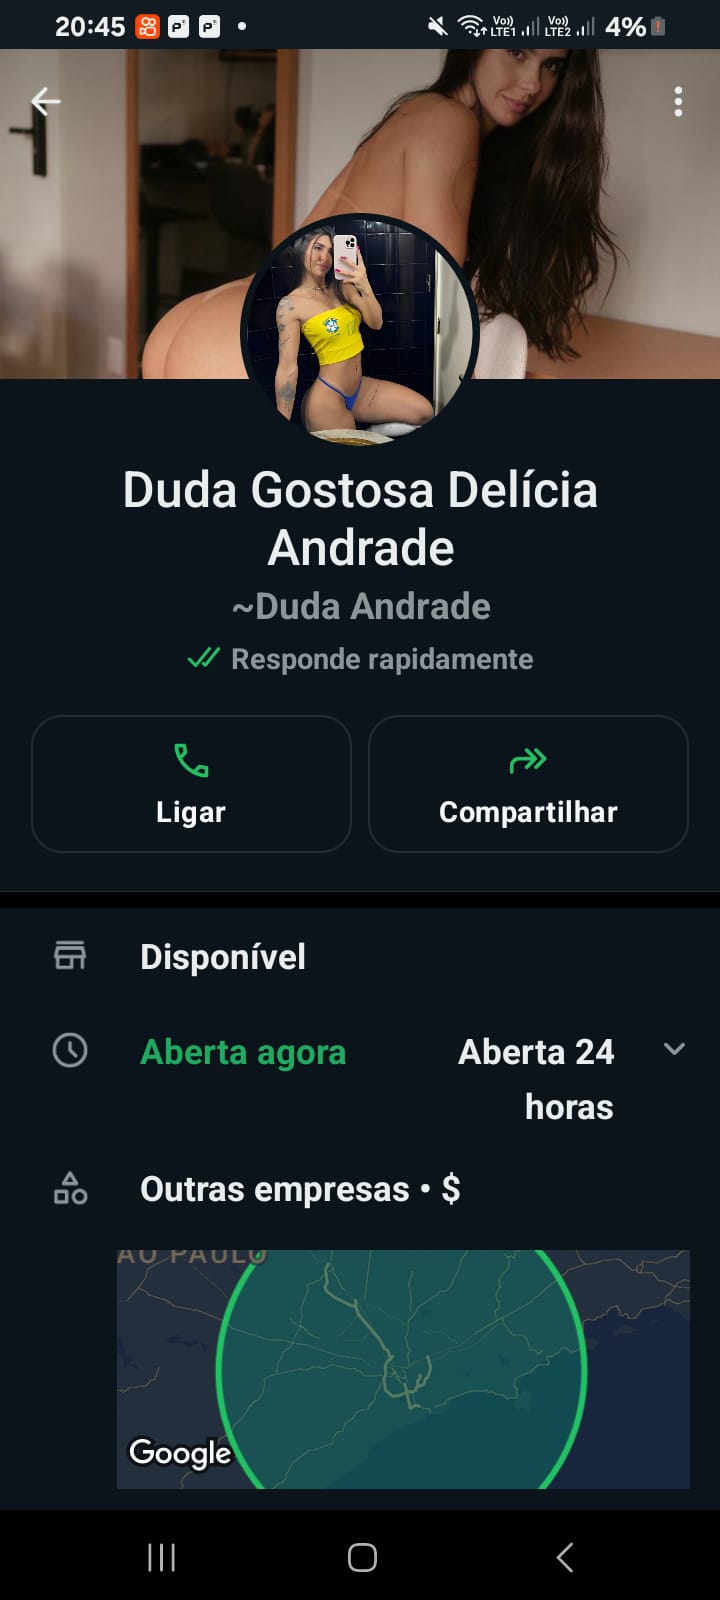 20:45
Vo)) LTE1
Vo)) LTE2
4%
Duda Gostosa Delícia
Andrade
~Duda Andrade
Responde rapidamente
Ligar
Compartilhar
Disponível
Aberta agora
Aberta 24
horas
Outras empresas • $
ÃO PAULO
Google